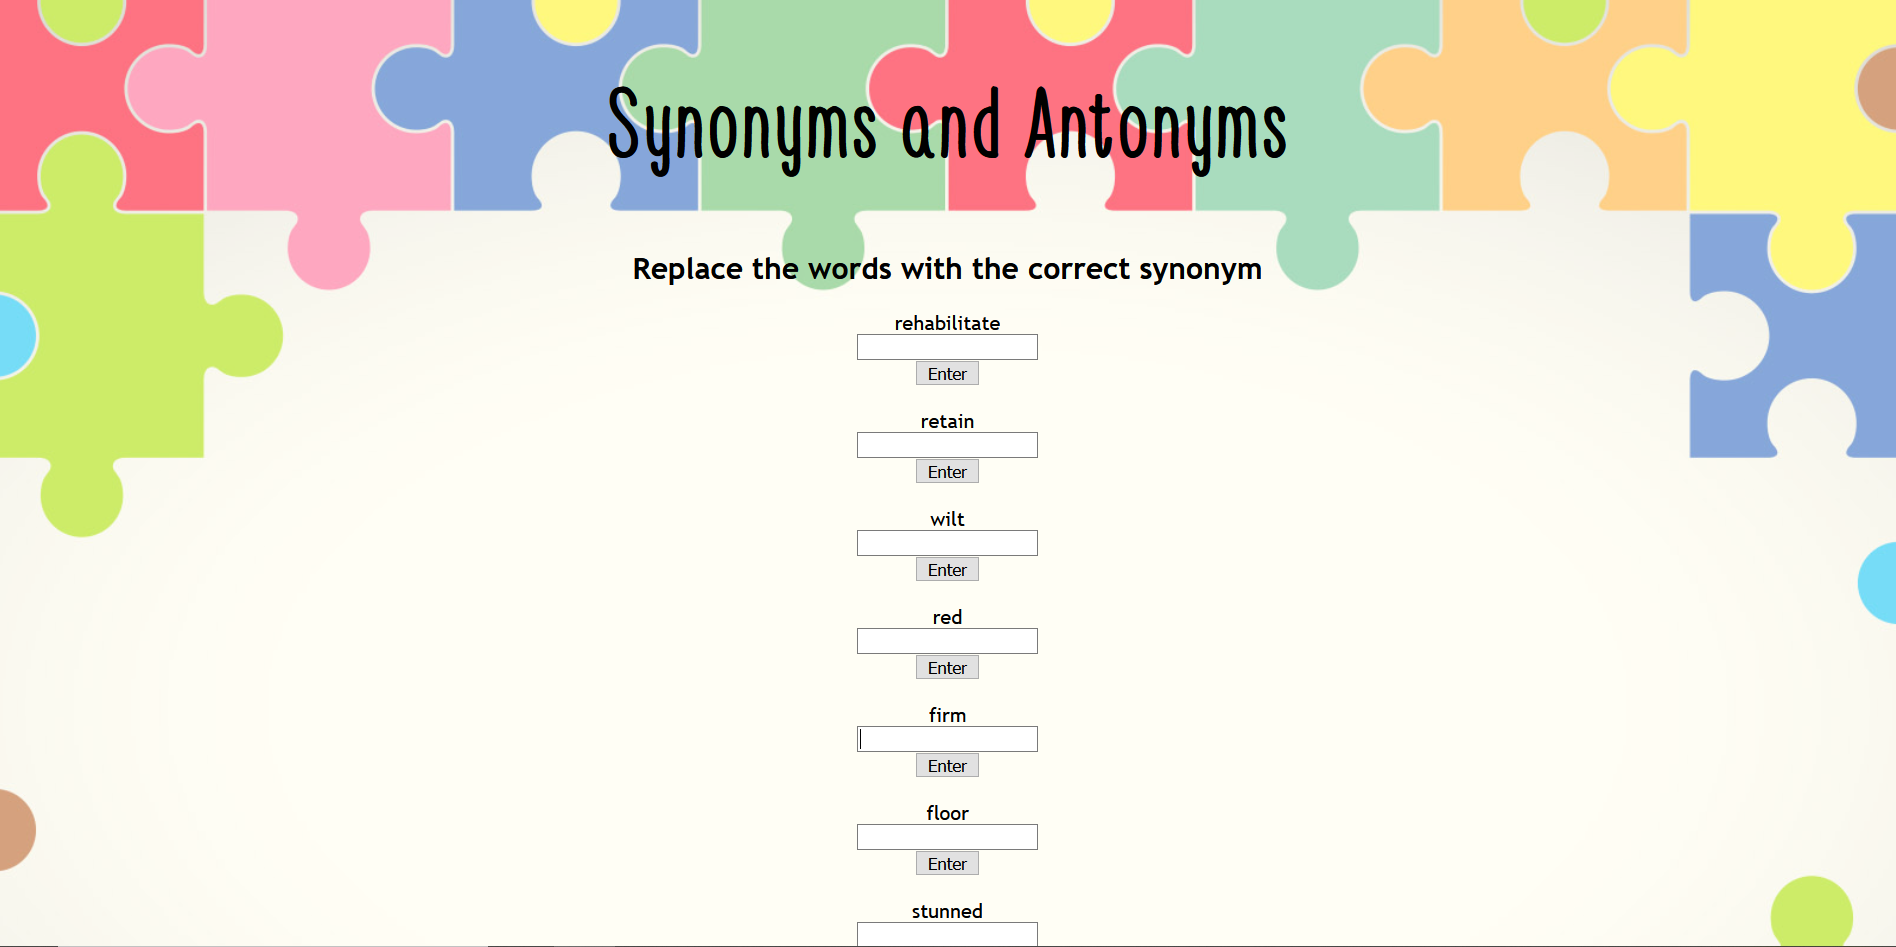 Synonyms and Antonyms
Replace the words with the correct synonym
rehabilitate
Enter
retain
Enter
wilt
Enter
red
Enter
firm
Enter
floor
Enter
stunned